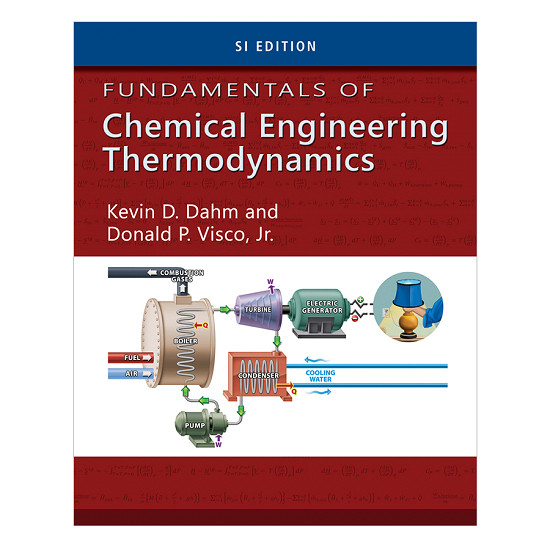 SI EDITION
FUNDAMENTALS OF
Chemical Engineering
Thermodynamics
Kevin D. Dahm and
Donald P. Visco, Jr.
COMBUSTION
GASES
W
TURBINE
ELECTRIC
GENERATOR
BOILER
Q
FUEL
AIR
CONDENSER
Q
COOLING
WATER
PUMP
W